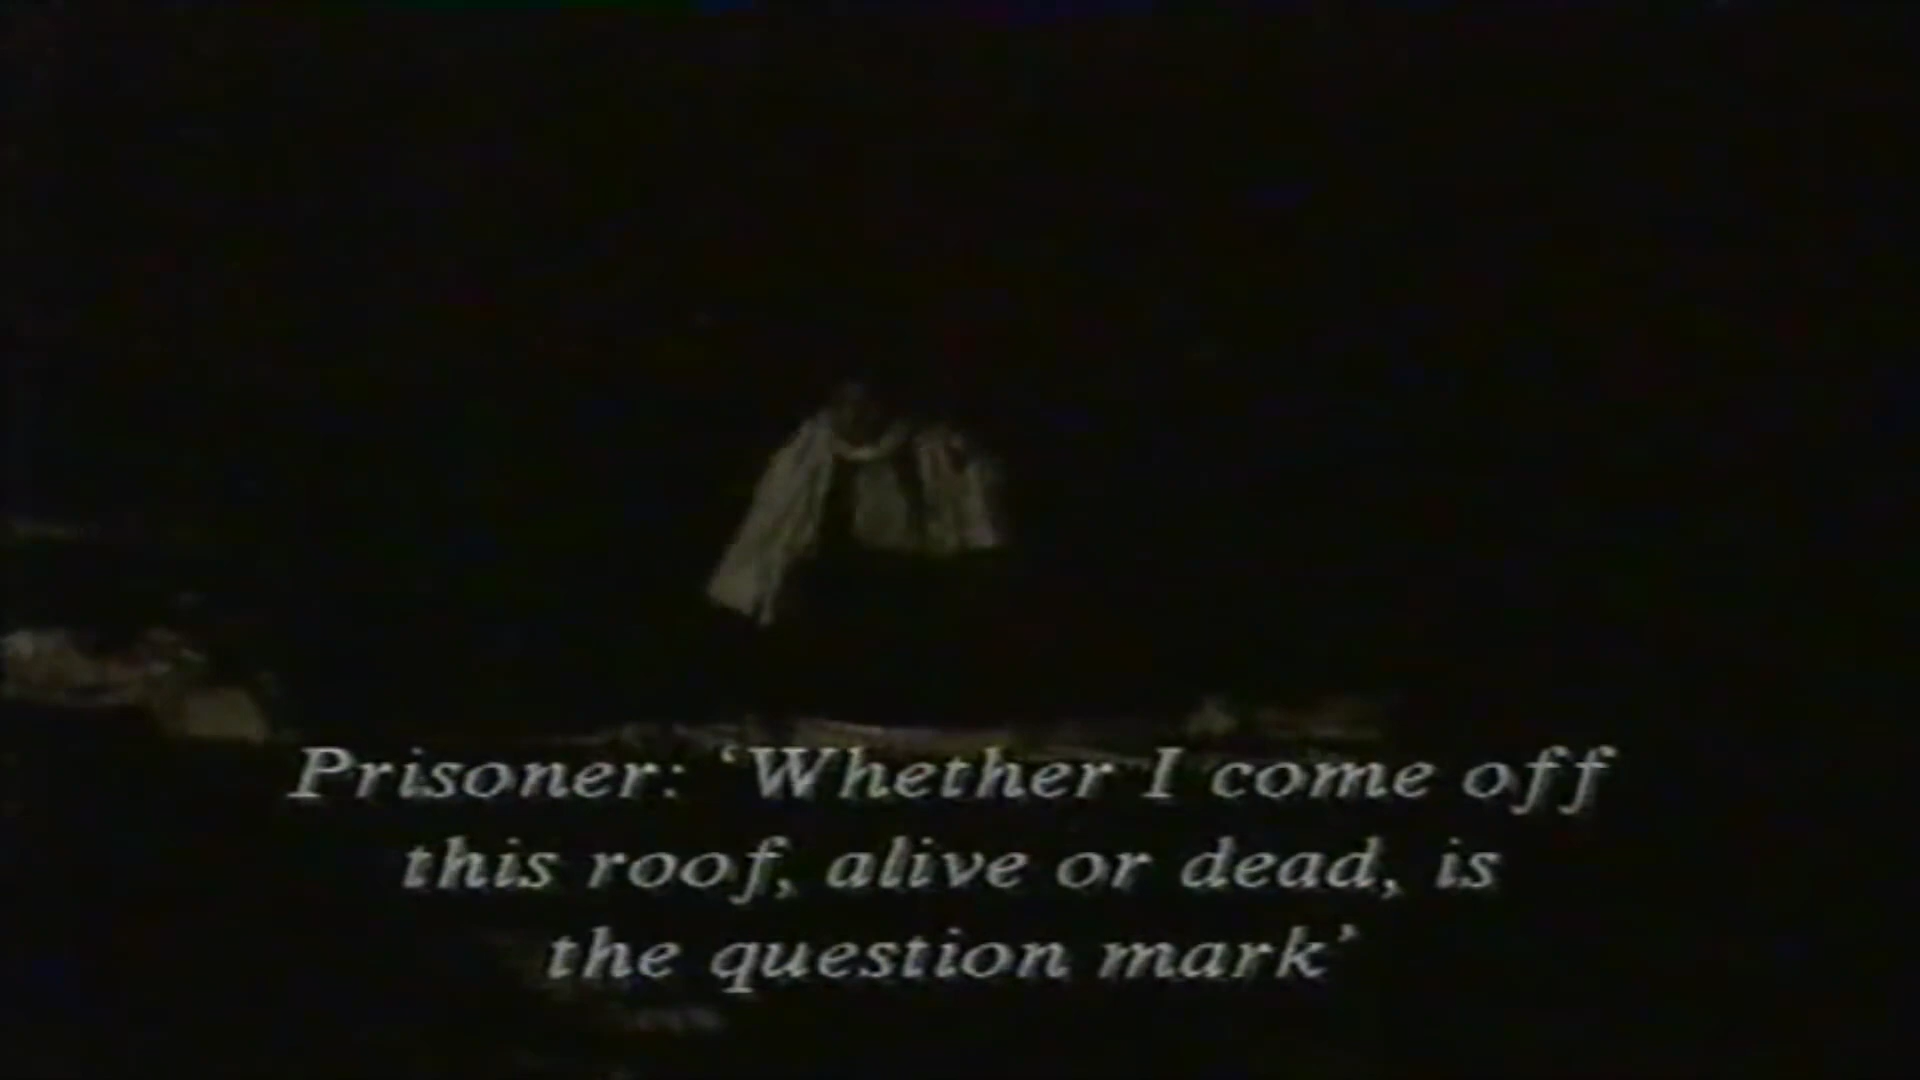 Prisoner: ‘Whether I come off
this roof, alive or dead, is
the question mark’